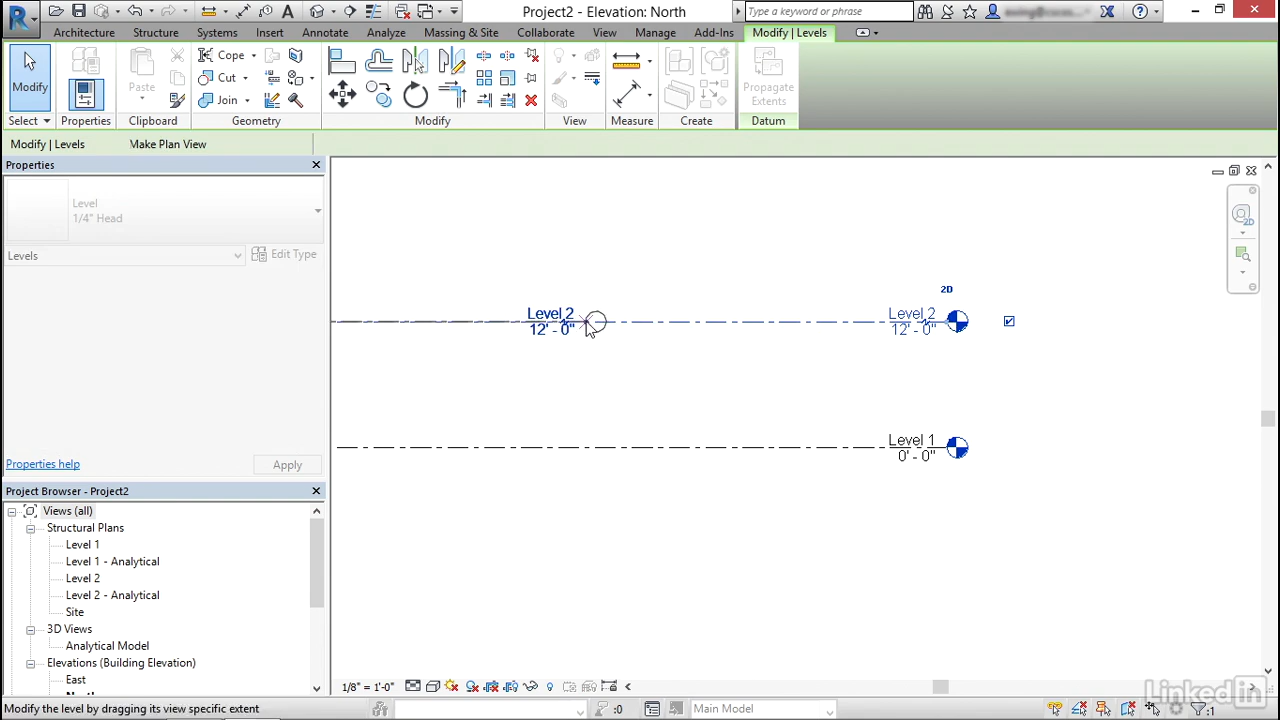 Project2 - Elevation: North
Type a keyword or phrase
Architecture Structure Systems Insert Annotate Analyze Massing & Site Collaborate View Manage Add-Ins Modify | Levels
Modify
Select
Properties
Paste
Clipboard
Cope
Cut
Join
Geometry
Modify
View
Measure
Create
Propagate
Extents
Datum
Modify | Levels Make Plan View
Properties
Level
1/4" Head
Levels
Edit Type
Properties help
Apply
Project Browser - Project2
Views (all)
Structural Plans
Level 1
Level 1 - Analytical
Level 2
Level 2 - Analytical
Site
3D Views
Analytical Model
Elevations (Building Elevation)
East
North
2D
Level 2
12' - 0"
Level 2
12' - 0"
Level 1
0' - 0"
2D
1/8" = 1'-0"
Modify the level by dragging its view specific extent
:0
Main Model
:1
LinkedIn